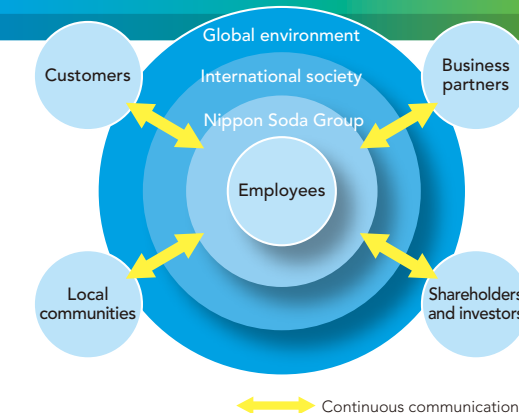 Global environment
Customers
International society
Business
partners
Nippon Soda Group
Employees
Local
communities
Shareholders
and investors
Continuous communication